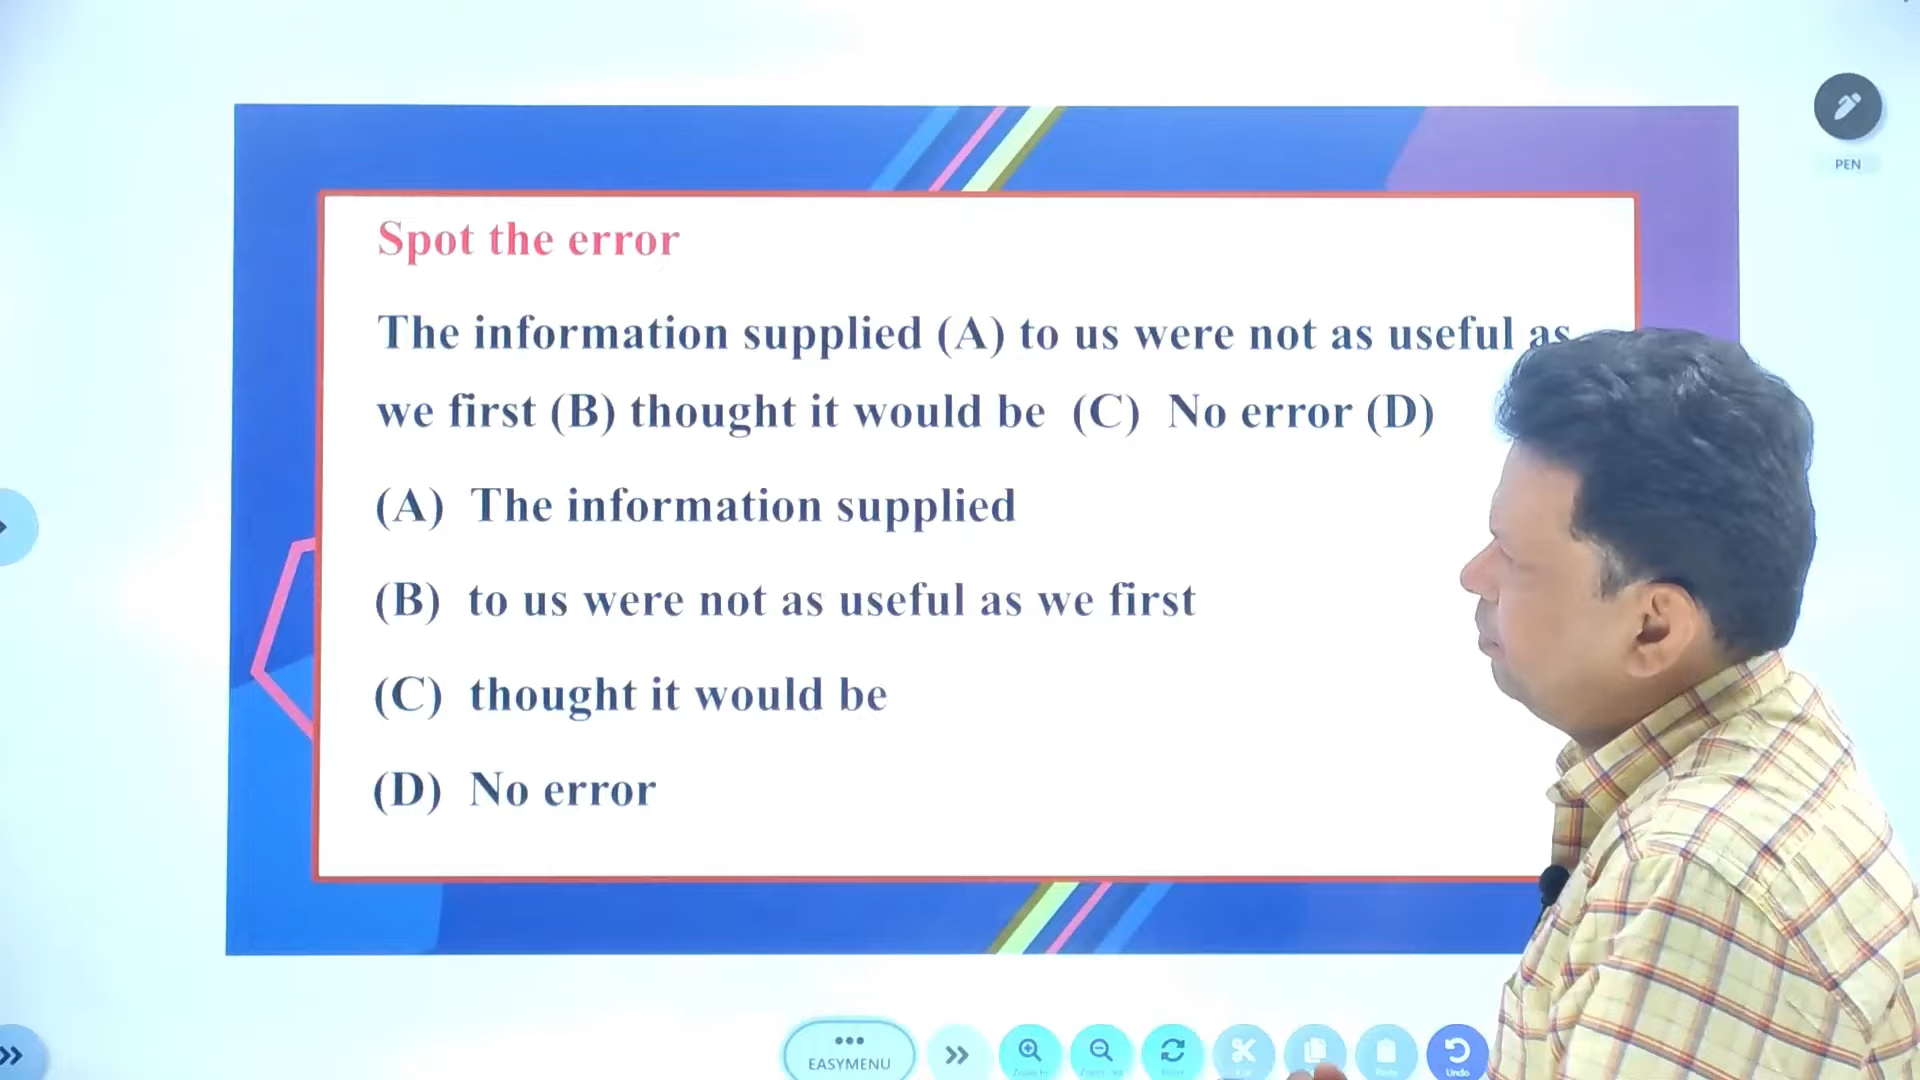 PEN
Spot the error
The information supplied (A) to us were not as useful as
we first (B) thought it would be (C) No error (D)
(A) The information supplied
(B) to us were not as useful as we first
(C) thought it would be
(D) No error
EASYMENU
Undo